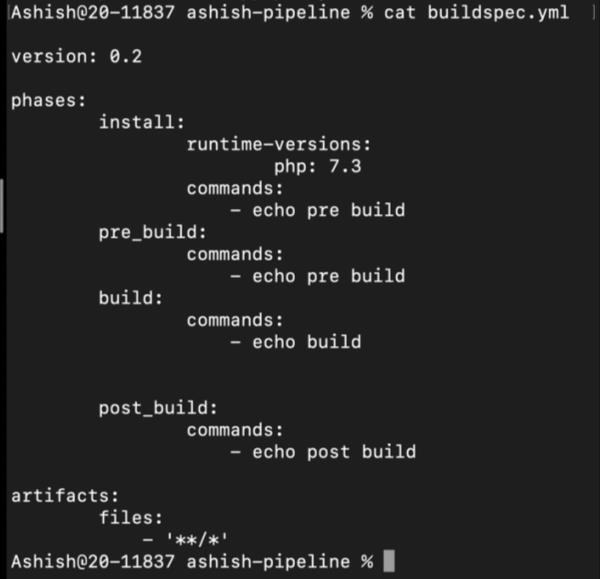 Ashish@20-11837 ashish-pipeline % cat buildspec.yml
version: 0.2
phases:
install:
runtime-versions:
php: 7.3
commands:
- echo pre build
pre_build:
commands:
- echo pre build
build:
commands:
- echo build
post_build:
commands:
- echo post build
artifacts:
files:
- '**/*'
Ashish@20-11837 ashish-pipeline %